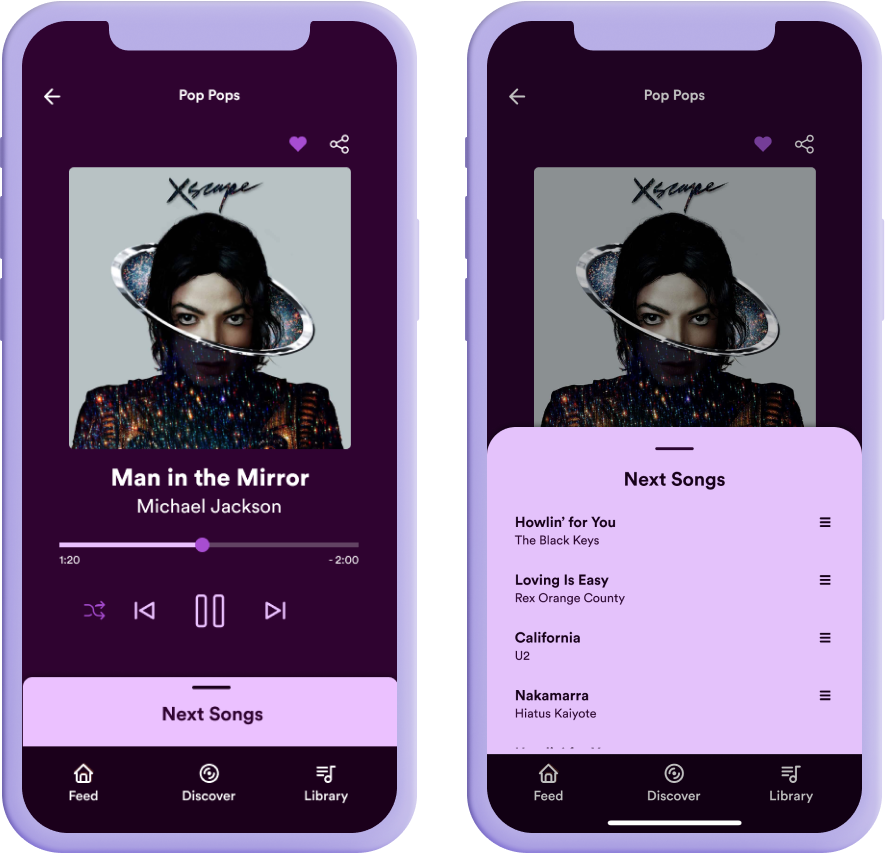 Pop Pops
Xscape
Man in the Mirror
Michael Jackson
1:20
- 2:00
Next Songs
Feed
Discover
Library
Pop Pops
Xscape
Next Songs
Howlin’ for You
The Black Keys
Loving Is Easy
Rex Orange County
California
U2
Nakamarra
Hiatus Kaiyote
Feed
Discover
Library